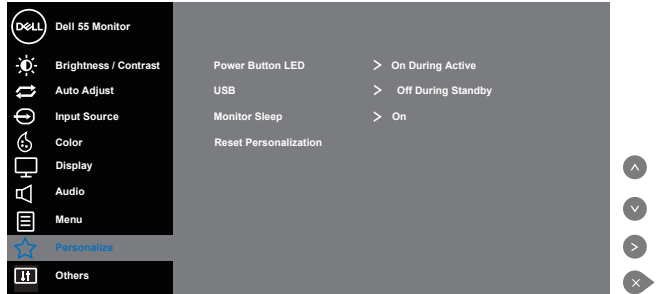 DELL Dell 55 Monitor
Brightness / Contrast Power Button LED > On During Active
Auto Adjust USB > Off During Standby
Input Source Monitor Sleep > On
Color Reset Personalization
Display
Audio
Menu
Personalize
Others